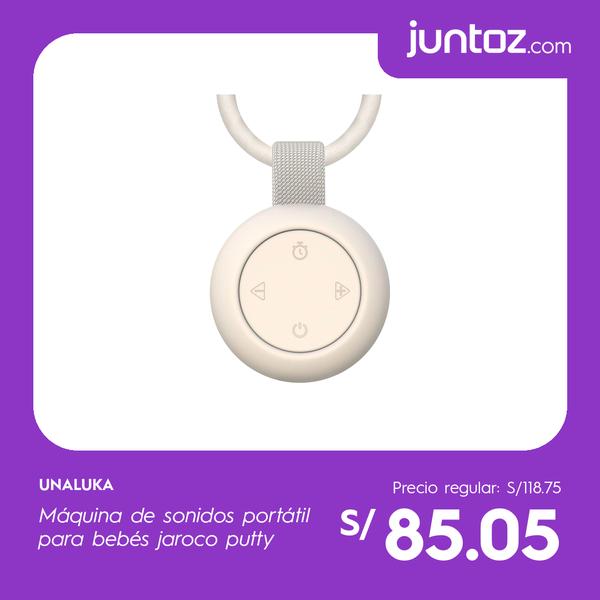 juntoz.com
UNALUKA
Máquina de sonidos portátil
para bebés jaroco putty
Precio regular: S/118.75
S/ 85.05